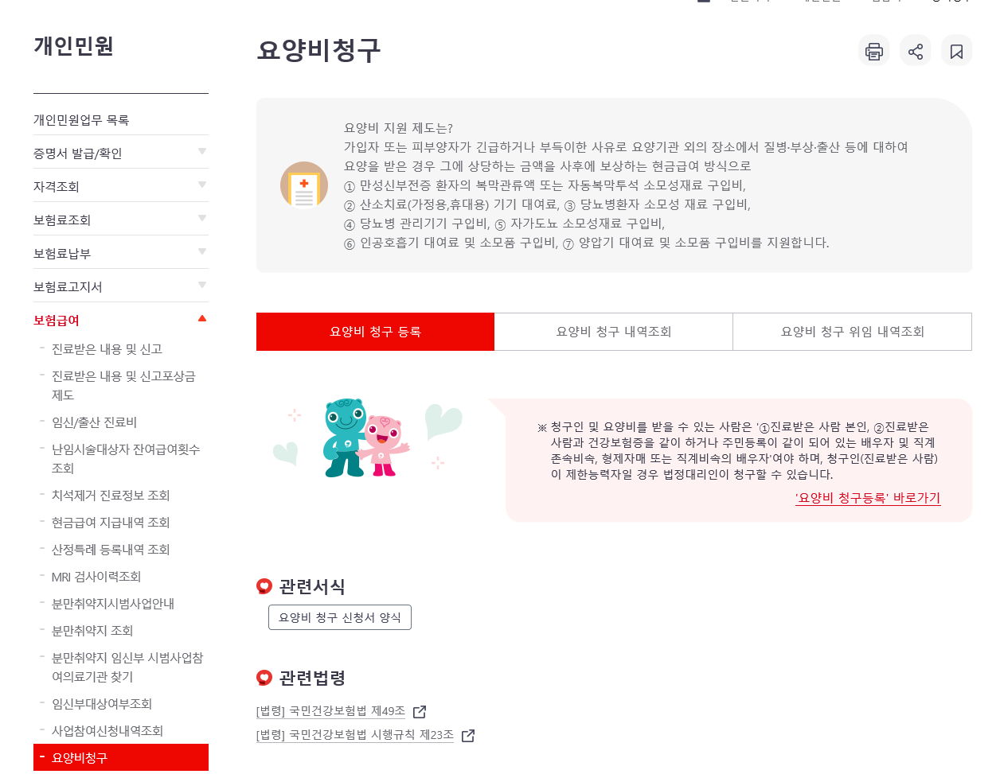 개인민원
개인민원업무 목록
증명서 발급/확인
자격조회
보험료조회
보험료납부
보험료고지서
보험급여
진료받은 내용 및 신고
진료받은 내용 및 신고포상금
제도
임신/출산 진료비
난임시술대상자 잔여급여횟수
조회
치석제거 진료정보 조회
현금급여 지급내역 조회
산정특례 등록내역 조회
MRI 검사이력조회
분만취약지시범사업안내
분만취약지 조회
분만취약지 임신부 시범사업참
여의료기관 찾기
임신부대상여부조회
사업참여신청내역조회
요양비청구
요양비청구
요양비 지원 제도는?
가입자 또는 피부양자가 긴급하거나 부득이한 사유로 요양기관 외의 장소에서 질병·부상·출산 등에 대하여
요양을 받은 경우 그에 상당하는 금액을 사후에 보상하는 현금급여 방식으로
① 만성신부전증 환자의 복막관류액 또는 자동복막투석 소모성재료 구입비,
② 산소치료(가정용,휴대용) 기기 대여료, ③ 당뇨병환자 소모성 재료 구입비,
④ 당뇨병 관리기기 구입비, ⑤ 자가도뇨 소모성재료 구입비,
⑥ 인공호흡기 대여료 및 소모품 구입비, ⑦ 양압기 대여료 및 소모품 구입비를 지원합니다.
요양비 청구 등록
요양비 청구 내역조회
요양비 청구 위임 내역조회
※ 청구인 및 요양비를 받을 수 있는 사람은 '①진료받은 사람 본인, ②진료받은
사람과 건강보험증을 같이 하거나 주민등록이 같이 되어 있는 배우자 및 직계
존속비속, 형제자매 또는 직계비속의 배우자'여야 하며, 청구인(진료받은 사람)
이 제한능력자일 경우 법정대리인이 청구할 수 있습니다.
'요양비 청구등록' 바로가기
관련서식
요양비 청구 신청서 양식
관련법령
[법령] 국민건강보험법 제49조
[법령] 국민건강보험법 시행규칙 제23조